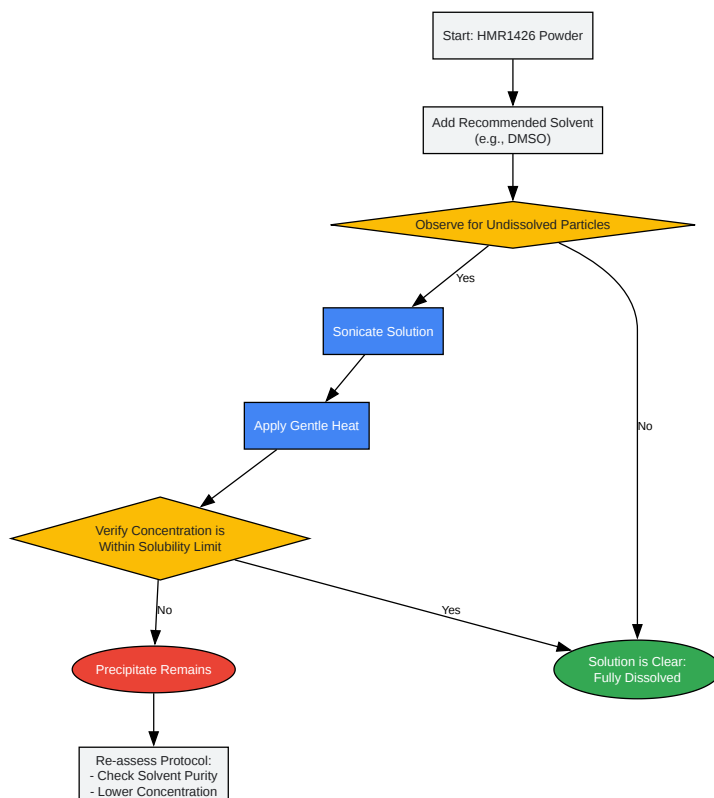 Start: HMR1426 Powder
Add Recommended Solvent
(e.g., DMSO)
Observe for Undissolved Particles
Yes
Sonicate Solution
Apply Gentle Heat
No
Verify Concentration is
Within Solubility Limit
No
Yes
Precipitate Remains
Solution is Clear:
Fully Dissolved
Re-assess Protocol:
- Check Solvent Purity
- Lower Concentration